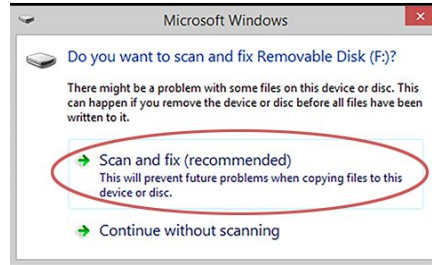 Microsoft Windows
Do you want to scan and fix Removable Disk (F:)?
There might be a problem with some files on this device or disc. This
can happen if you remove the device or disc before all files have been
written to it.
Scan and fix (recommended)
This will prevent future problems when copying files to this
device or disc.
Continue without scanning